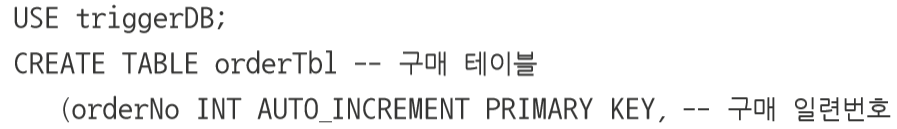 USE triggerDB;
CREATE TABLE orderTbl -- 구매 테이블
(orderNo INT AUTO_INCREMENT PRIMARY KEY, -- 구매 일련번호